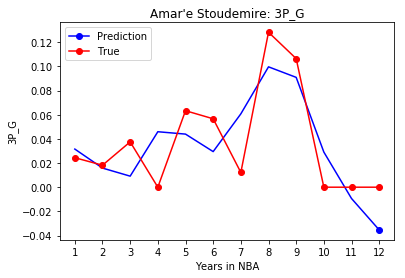 Amar'e Stoudemire: 3P_G
Prediction
True
3P_G
0.12
0.10
0.08
0.06
0.04
0.02
0.00
−0.02
−0.04
1 2 3 4 5 6 7 8 9 10 11 12
Years in NBA